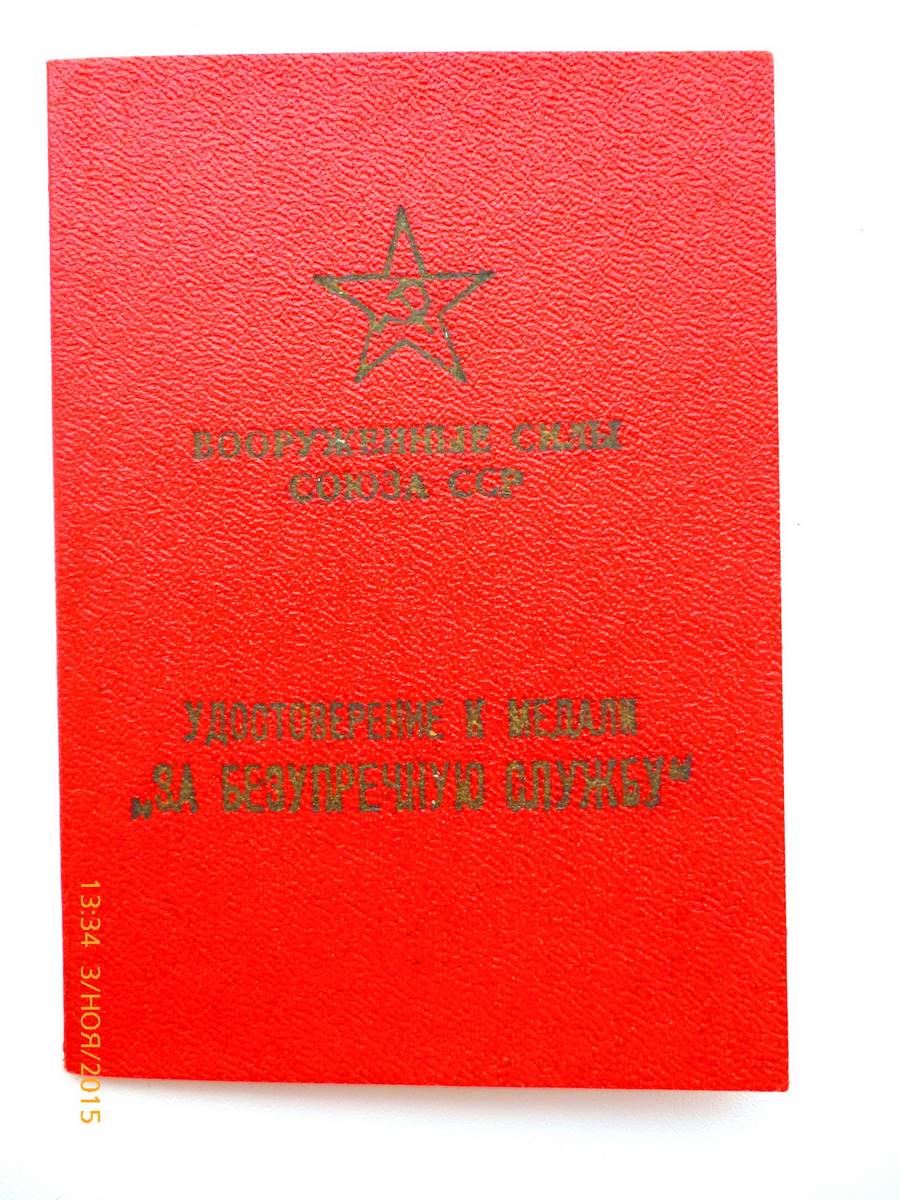 ВООРУЖЕННЫЕ СИЛЫ
СОЮЗА ССР
УДОСТОВЕРЕНИЕ К МЕДАЛИ
„ЗА БЕЗУПРЕЧНУЮ СЛУЖБУ“
13:34 3/НОЯ/2015